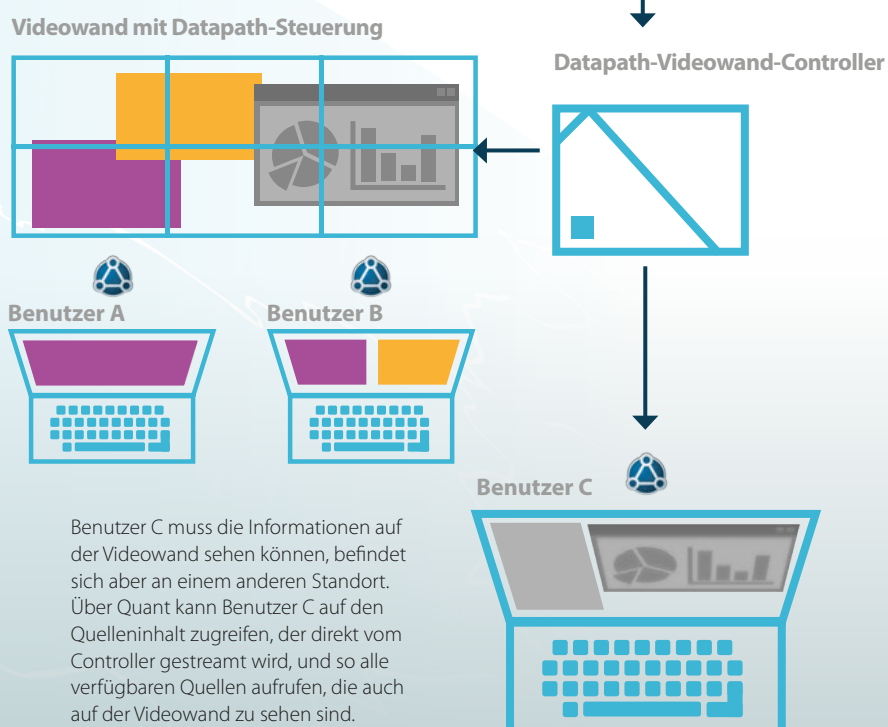 Videowand mit Datapath-Steuerung
Datapath-Videowand-Controller
Benutzer A
Benutzer B
Benutzer C
Benutzer C muss die Informationen auf
der Videowand sehen können, befindet
sich aber an einem anderen Standort.
Über Quant kann Benutzer C auf den
Quelleninhalt zugreifen, der direkt vom
Controller gestreamt wird, und so alle
verfügbaren Quellen aufrufen, die auch
auf der Videowand zu sehen sind.